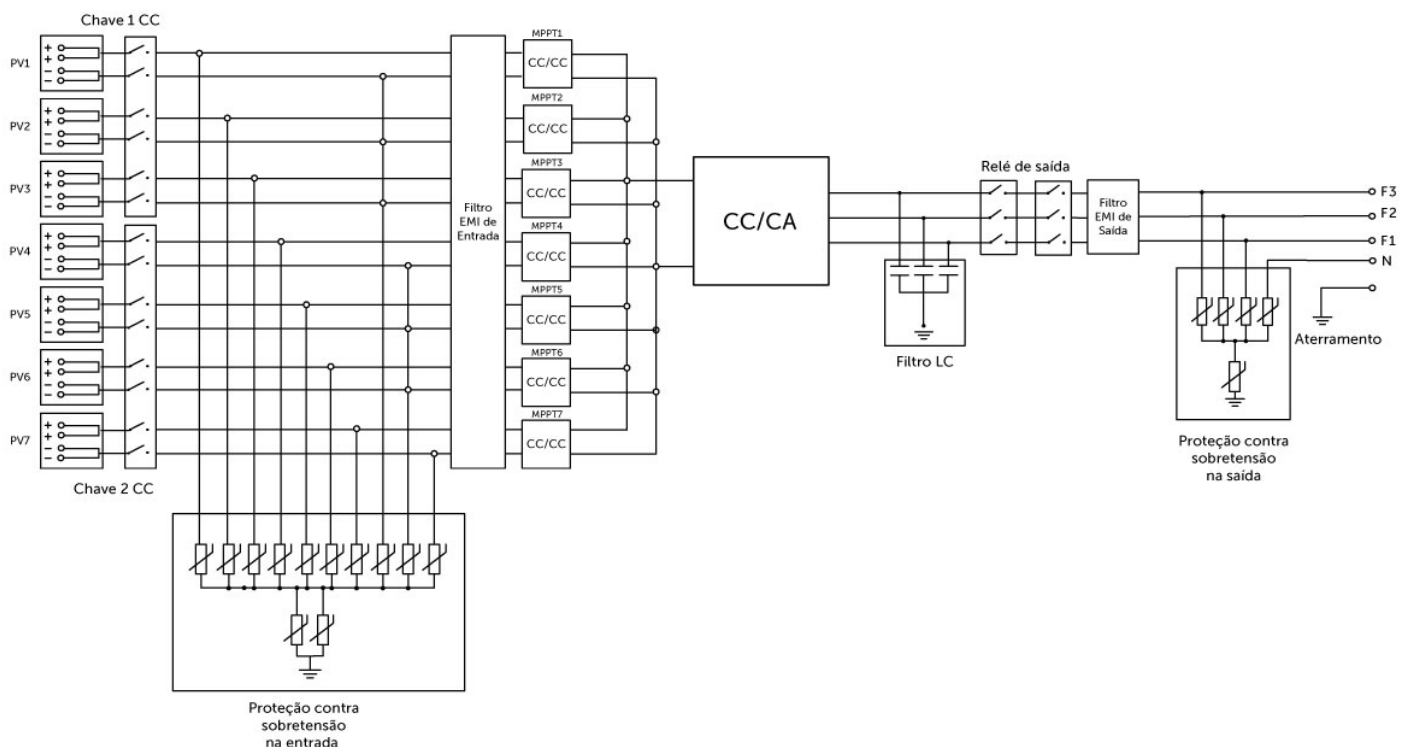 Chave 1 CC
PV1
+
+
−
−
PV2
+
+
−
−
PV3
+
+
−
−
PV4
+
+
−
−
PV5
+
+
−
−
PV6
+
+
−
−
PV7
+
+
−
−
Chave 2 CC
Filtro
EMI de
Entrada
MPPT1
CC/CC
MPPT2
CC/CC
MPPT3
CC/CC
MPPT4
CC/CC
MPPT5
CC/CC
MPPT6
CC/CC
MPPT7
CC/CC
CC/CA
Filtro LC
Relé de saída
Filtro
EMI de
Saída
F3
F2
F1
N
Aterramento
Proteção contra
sobretensão
na saída
Proteção contra
sobretensão
na entrada